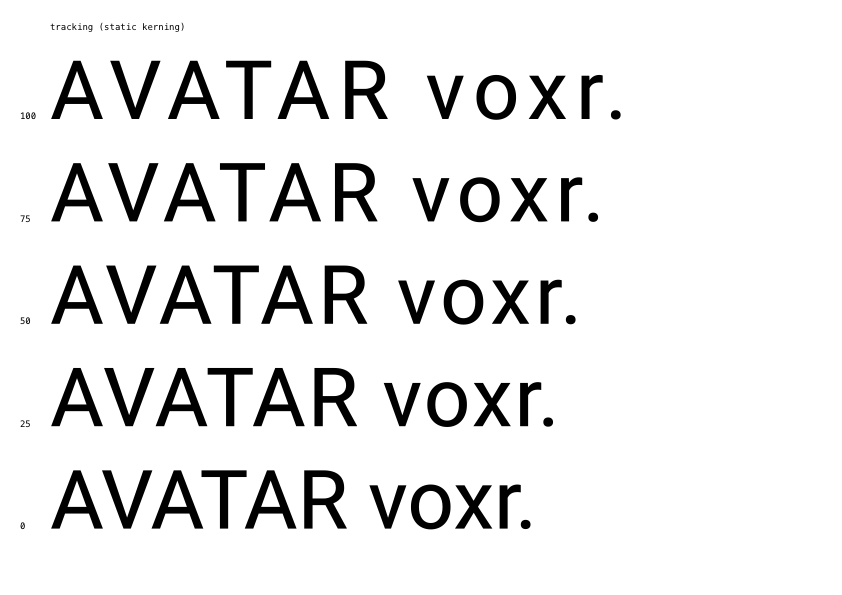 tracking (static kerning)
100 AVATAR voxr.
75 AVATAR voxr.
50 AVATAR voxr.
25 AVATAR voxr.
0 AVATAR voxr.